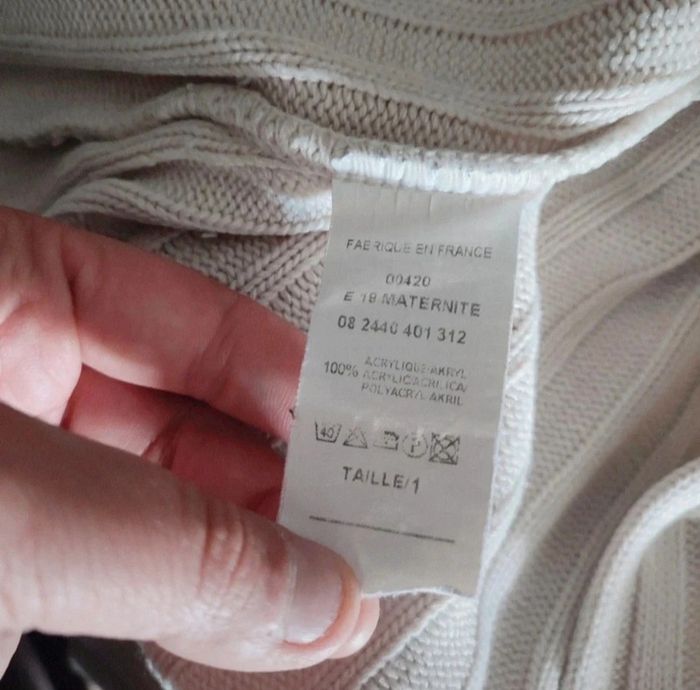 FABRIQUE EN FRANCE
00420
E 19 MATERNITE
08 2440 401 312
100% ACRYLIQUE/AKRYL
ACRYLIC/ACRILICA/
POLYACRYL AKRIL
40 P
TAILLE/1